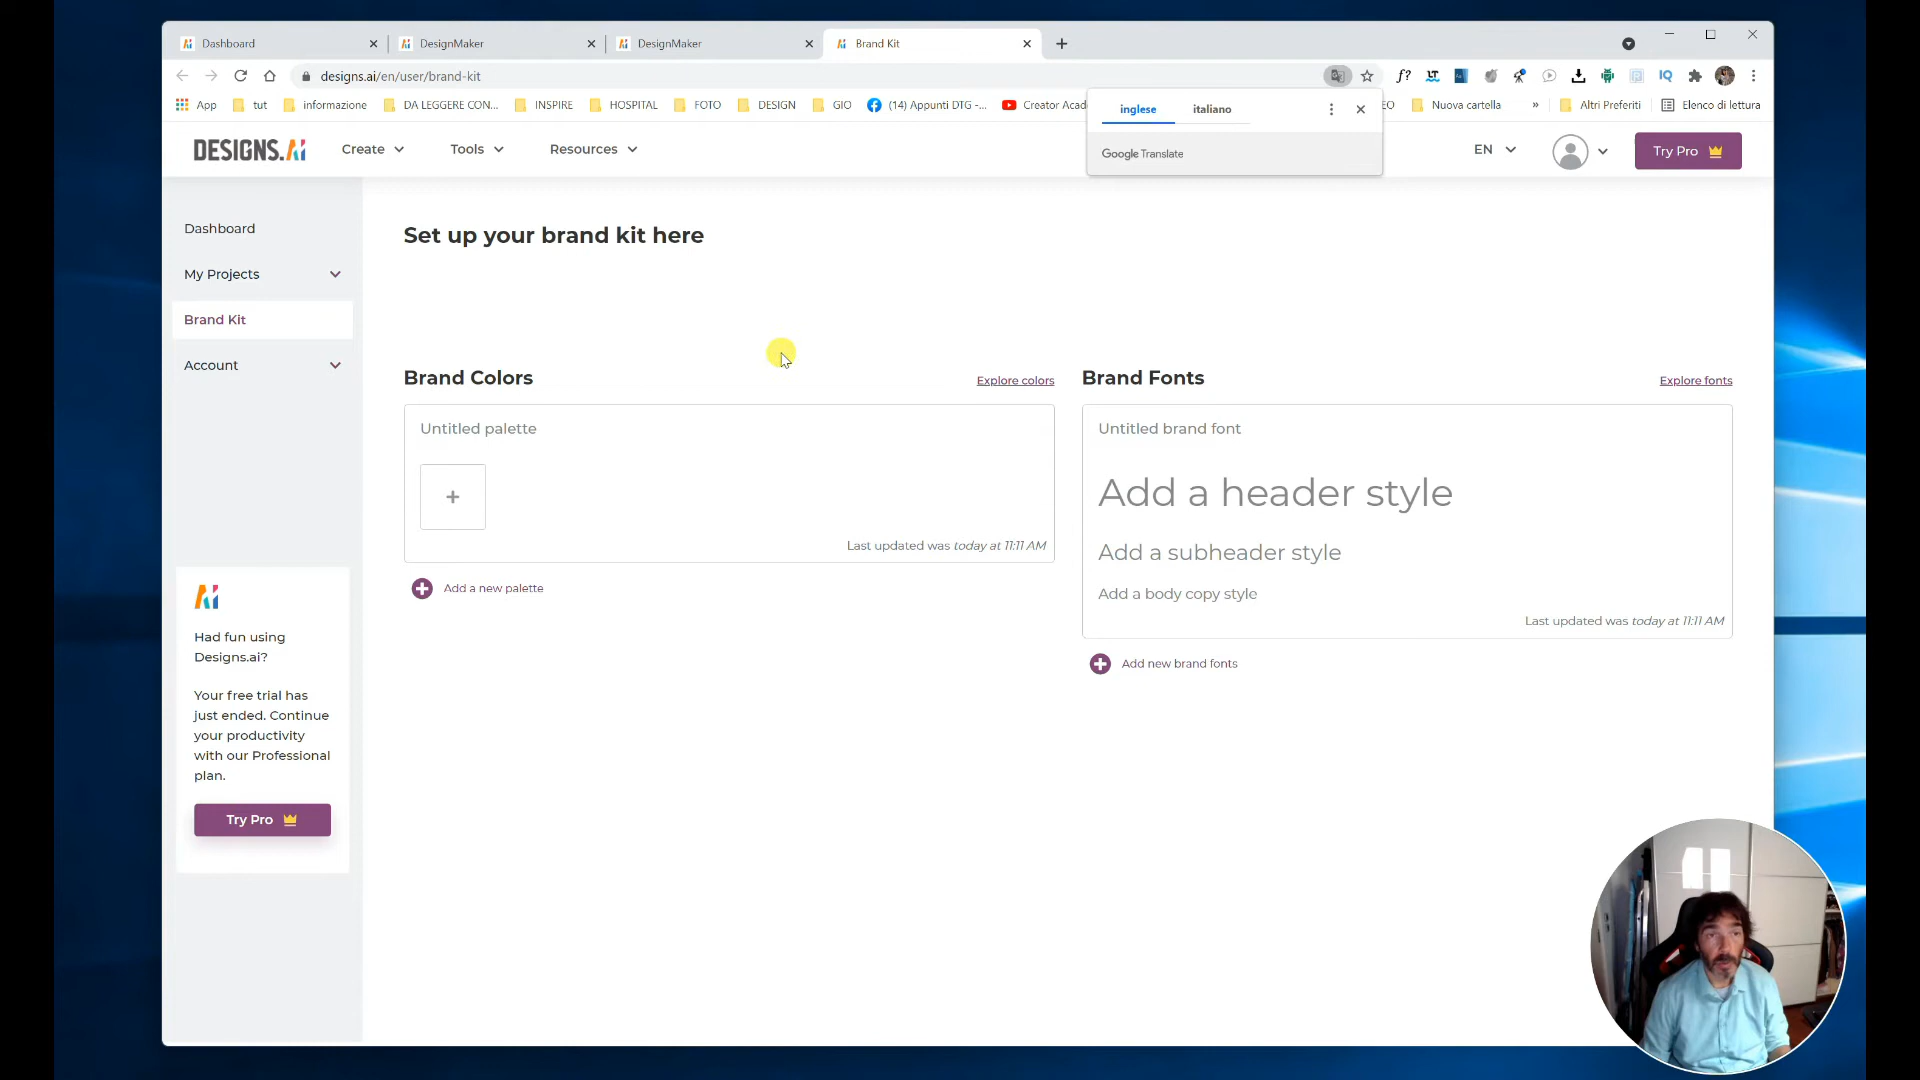 Dashboard
DesignMaker
DesignMaker
Brand Kit
designs.ai/en/user/brand-kit
App
tut
informazione
DA LEGGERE CON...
INSPIRE
HOSPITAL
FOTO
DESIGN
GIO
(14) Appunti DTG -...
Creator Acad
EO
Nuova cartella
»
Altri Preferiti
Elenco di lettura
inglese
italiano
Google Translate
DESIGNS.AI
Create
Tools
Resources
EN
Try Pro
Dashboard
My Projects
Brand Kit
Account
Set up your brand kit here
Brand Colors
Explore colors
Untitled palette
+
Last updated was today at 11:11 AM
Add a new palette
Brand Fonts
Explore fonts
Untitled brand font
Add a header style
Add a subheader style
Add a body copy style
Last updated was today at 11:11 AM
Add new brand fonts
Had fun using
Designs.ai?
Your free trial has
just ended. Continue
your productivity
with our Professional
plan.
Try Pro